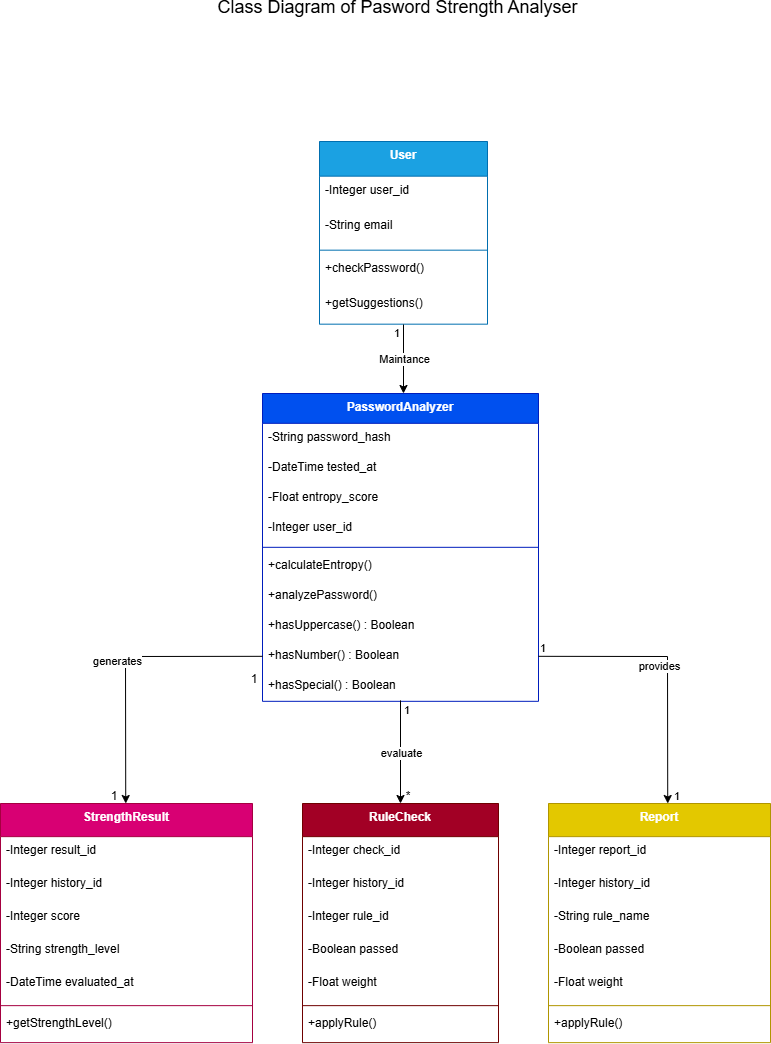 Class Diagram of Pasword Strength Analyser
User
-Integer user_id
-String email
+checkPassword()
+getSuggestions()
1
Maintance
PasswordAnalyzer
-String password_hash
-DateTime tested_at
-Float entropy_score
-Integer user_id
+calculateEntropy()
+analyzePassword()
+hasUppercase() : Boolean
+hasNumber() : Boolean
+hasSpecial() : Boolean
generates
1
1
provides
1
evaluate
1
*
1
StrengthResult
-Integer result_id
-Integer history_id
-Integer score
-String strength_level
-DateTime evaluated_at
+getStrengthLevel()
RuleCheck
-Integer check_id
-Integer history_id
-Integer rule_id
-Boolean passed
-Float weight
+applyRule()
Report
-Integer report_id
-Integer history_id
-String rule_name
-Boolean passed
-Float weight
+applyRule()